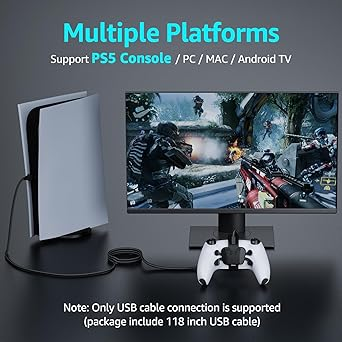 Multiple Platforms
Support PS5 Console / PC / MAC / Android TV
Note: Only USB cable connection is supported
(package include 118 inch USB cable)